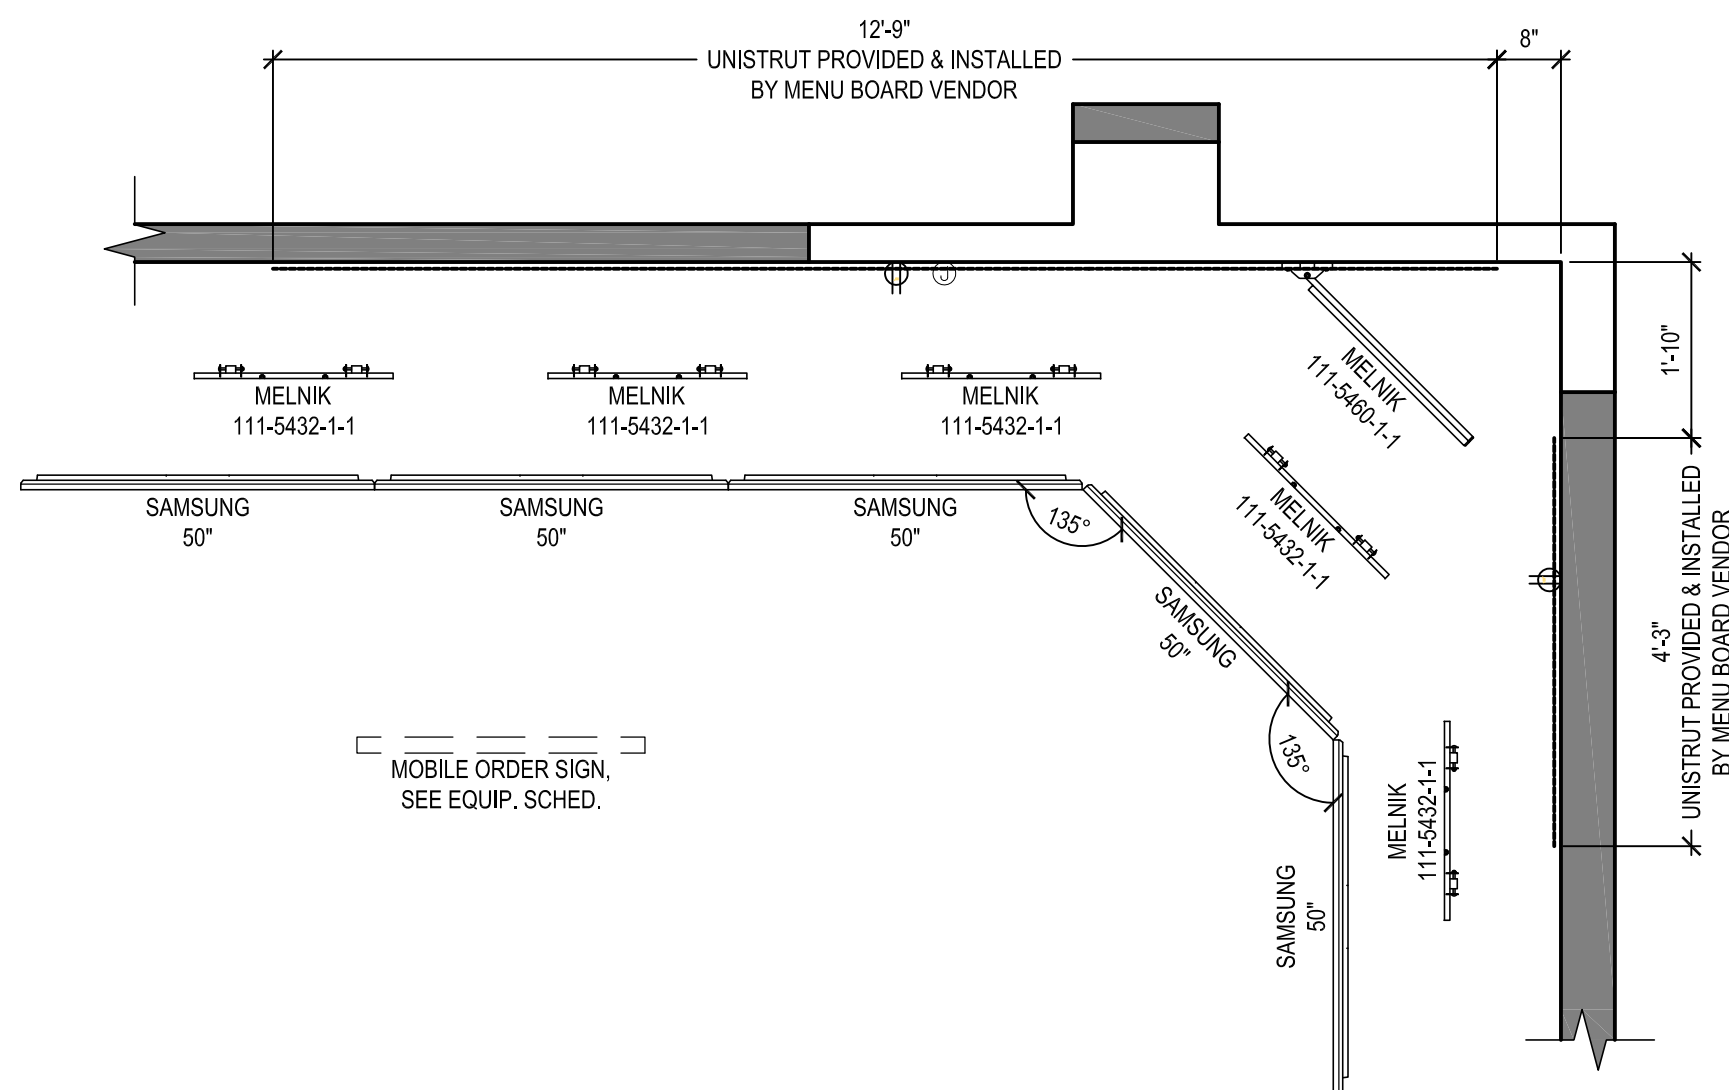 12'-9"
UNISTRUT PROVIDED & INSTALLED
BY MENU BOARD VENDOR
8"
J
1'-10"
MELNIK
111-5432-1-1
MELNIK
111-5432-1-1
MELNIK
111-5432-1-1
MELNIK
111-5460-1-1
MELNIK
111-5432-1-1
SAMSUNG
50"
SAMSUNG
50"
SAMSUNG
50"
135°
SAMSUNG
50"
135°
4'-3"
UNISTRUT PROVIDED & INSTALLED
BY MENU BOARD VENDOR
MOBILE ORDER SIGN,
SEE EQUIP. SCHED.
MELNIK
111-5432-1-1
SAMSUNG
50"